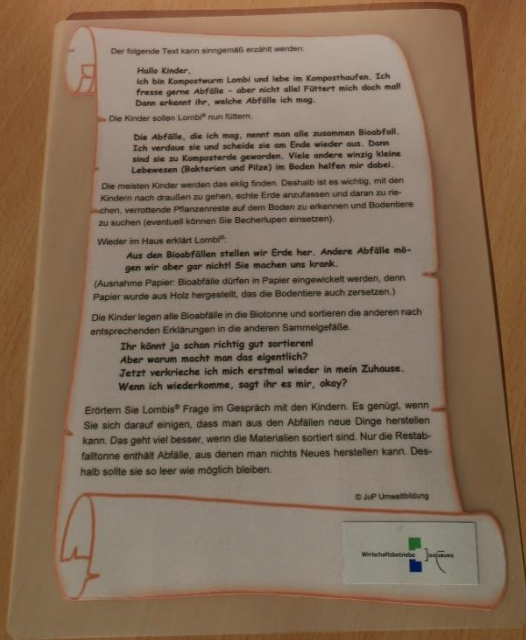 Der folgende Text kann sinngemäß erzählt werden:
Hallo Kinder,
ich bin Kompostwurm Lombi und lebe im Komposthaufen. Ich
fresse gerne Abfälle – aber nicht alle! Füttert mich doch mal!
Dann erkennt ihr, welche Abfälle ich mag.
Die Kinder sollen Lombi® nun füttern.
Die Abfälle, die ich mag, nennt man alle zusammen Bioabfall.
Ich verdaue sie und scheide sie am Ende wieder aus. Dann
sind sie zu Komposterde geworden. Viele andere winzig kleine
Lebewesen (Bakterien und Pilze) im Boden helfen mir dabei.
Die meisten Kinder werden das eklig finden. Deshalb ist es wichtig, mit den
Kindern nach draußen zu gehen, echte Erde anzufassen und daran zu rie-
chen, verrottende Pflanzenreste auf dem Boden zu erkennen und Bodentiere
zu suchen (eventuell können Sie Becherlupen einsetzen).
Wieder im Haus erklärt Lombi®:
Aus den Bioabfällen stellen wir Erde her. Andere Abfälle mö-
gen wir aber gar nicht! Sie machen uns krank.
(Ausnahme Papier: Bioabfälle dürfen in Papier eingewickelt werden, denn
Papier wurde aus Holz hergestellt, das die Bodentiere auch zersetzen.)
Die Kinder legen alle Bioabfälle in die Biotonne und sortieren die anderen nach
entsprechenden Erklärungen in die anderen Sammelgefäße.
Ihr könnt ja schon richtig gut sortieren!
Aber warum macht man das eigentlich?
Jetzt verkrieche ich mich erstmal wieder in mein Zuhause.
Wenn ich wiederkomme, sagt ihr es mir, okay?
Erörtern Sie Lombis® Frage im Gespräch mit den Kindern. Es genügt, wenn
Sie sich darauf einigen, dass man aus den Abfällen neue Dinge herstellen
kann. Das geht viel besser, wenn die Materialien sortiert sind. Nur die Restab-
falltonne enthält Abfälle, aus denen man nichts Neues herstellen kann. Des-
halb sollte sie so leer wie möglich bleiben.
© JuP Umweltbildung
Wirtschaftsbetriebe DUISBURG